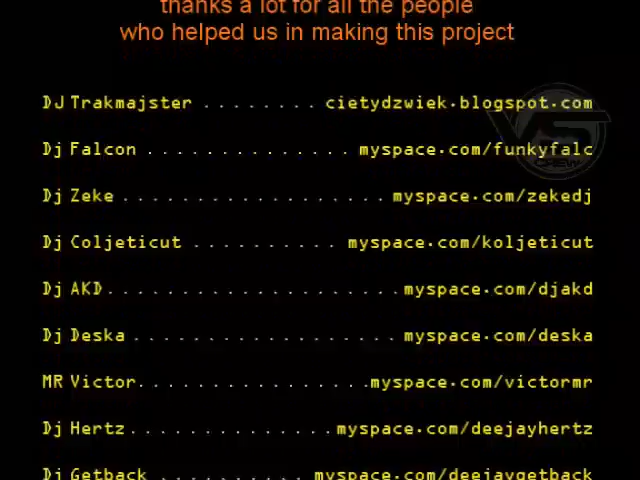 thanks a lot for all the people
who helped us in making this project
DJ Trakmajster . . . . . . . . cietydzwiek.blogspot.com
Dj Falcon . . . . . . . . . . . . . . myspace.com/funkyfalc
Dj Zeke . . . . . . . . . . . . . . . . . . . myspace.com/zekedj
Dj Coljeticut . . . . . . . . . . myspace.com/koljeticut
Dj AKD. . . . . . . . . . . . . . . . . . . . myspace.com/djakd
Dj Deska . . . . . . . . . . . . . . . . . myspace.com/deska
MR Victor. . . . . . . . . . . . . . . .myspace.com/victormr
Dj Hertz. . . . . . . . . . . . . . myspace.com/deejayhertz
Dj Getback . . . . . . . . . . myspace.com/deejaygetback
CREW